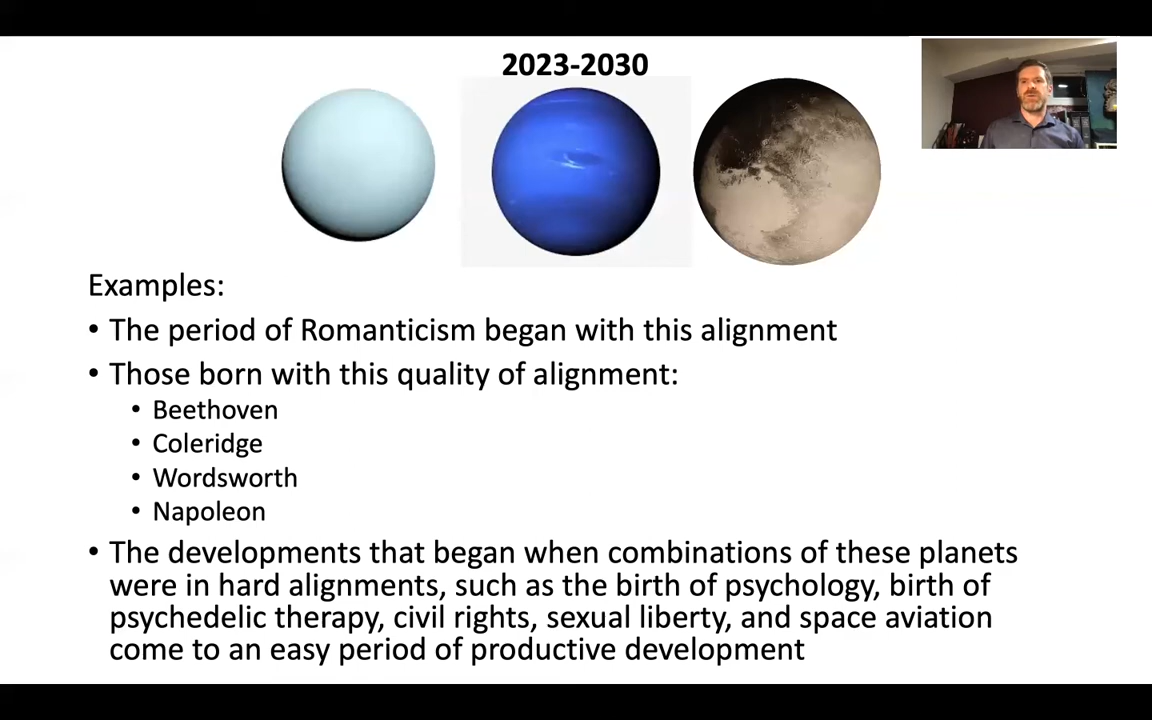 2023-2030
Examples:
• The period of Romanticism began with this alignment
• Those born with this quality of alignment:
• Beethoven
• Coleridge
• Wordsworth
• Napoleon
• The developments that began when combinations of these planets
were in hard alignments, such as the birth of psychology, birth of
psychedelic therapy, civil rights, sexual liberty, and space aviation
come to an easy period of productive development